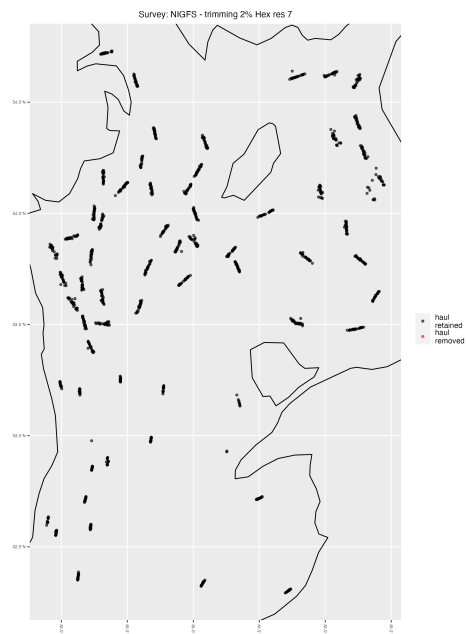 Survey: NIGFS - trimming 2% Hex res 7
54.5°N
54.0°N
53.5°N
53.0°N
52.5°N
haul
retained
haul
removed